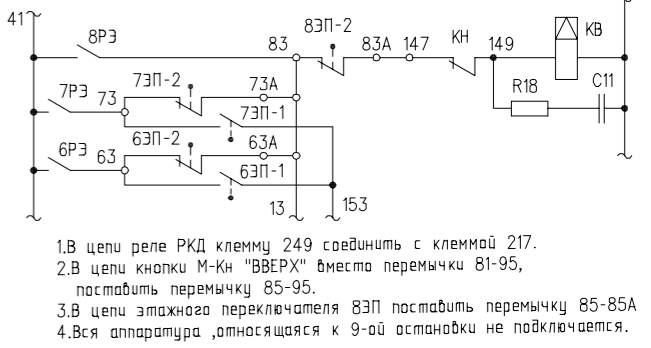 41
8РЭ
83
8ЭП-2
83А
147
КН
149
КВ
7РЭ
73
7ЭП-2
73А
7ЭП-1
R18
С11
6РЭ
63
6ЭП-2
63А
6ЭП-1
13
153
1.В цепи реле РКД клемму 249 соединить с клеммой 217.
2.В цепи кнопки М-Кн "ВВЕРХ" вместо перемычки 81-95,
поставить перемычку 85-95.
3.В цепи этажного переключателя 8ЭП поставить перемычку 85-85А
4.Вся аппаратура ,относящаяся к 9-ой остановки не подключается.